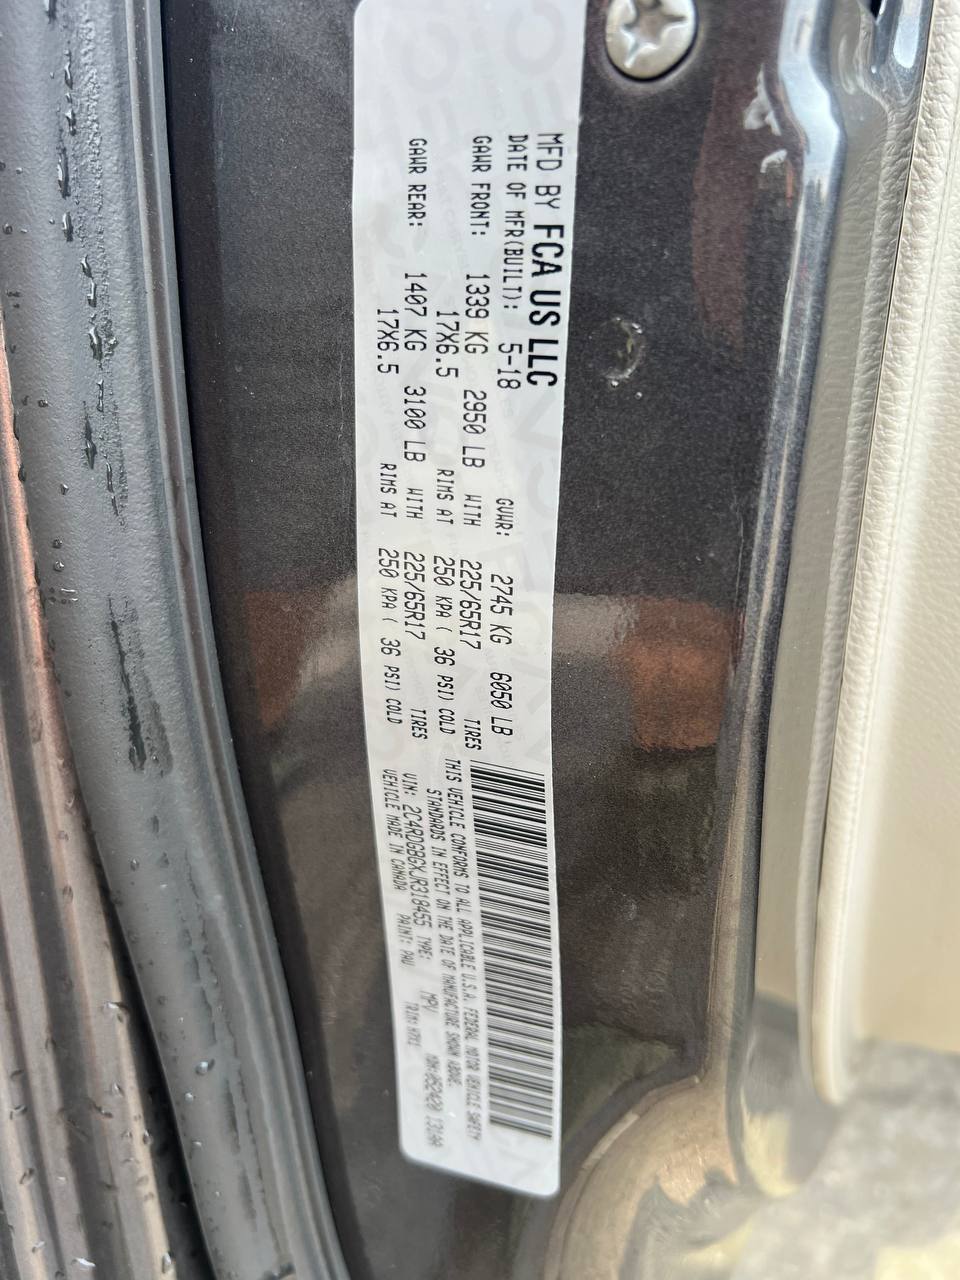 MFD BY FCA US LLC
DATE OF MFR(BUILT): 5-18 GVWR: 2745 KG 6050 LB
GAWR FRONT: 1339 KG 2950 LB WITH 225/65R17 TIRES
17X6.5 RIMS AT 250 KPA ( 36 PSI) COLD
GAWR REAR: 1407 KG 3100 LB WITH 225/65R17 TIRES
17X6.5 RIMS AT 250 KPA ( 36 PSI) COLD
THIS VEHICLE CONFORMS TO ALL APPLICABLE U.S.A. FEDERAL MOTOR VEHICLE SAFETY
STANDARDS IN EFFECT ON THE DATE OF MANUFACTURE SHOWN ABOVE.
VIN: 2C4RDGBGXJR318455 TYPE: MPV
VEHICLE MADE IN CANADA PAINT: PAU